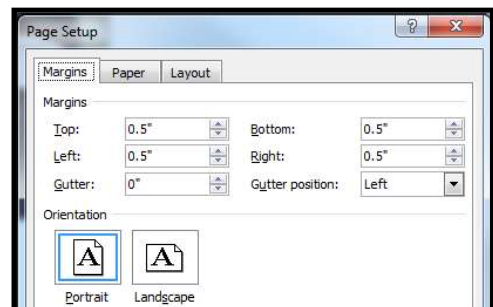 Page Setup
Margins Paper Layout
Margins
Top: 0.5" Bottom: 0.5"
Left: 0.5" Right: 0.5"
Gutter: 0" Gutter position: Left
Orientation
A A
Portrait Landscape